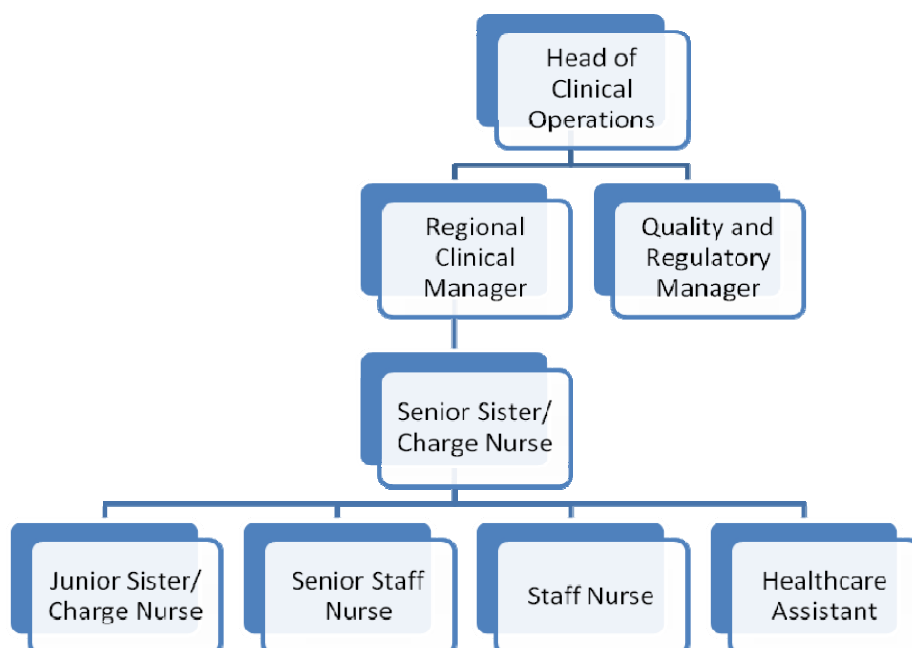 Head of
Clinical
Operations
Regional
Clinical
Manager
Quality and
Regulatory
Manager
Senior Sister/
Charge Nurse
Junior Sister/
Charge Nurse
Senior Staff
Nurse
Staff Nurse
Healthcare
Assistant